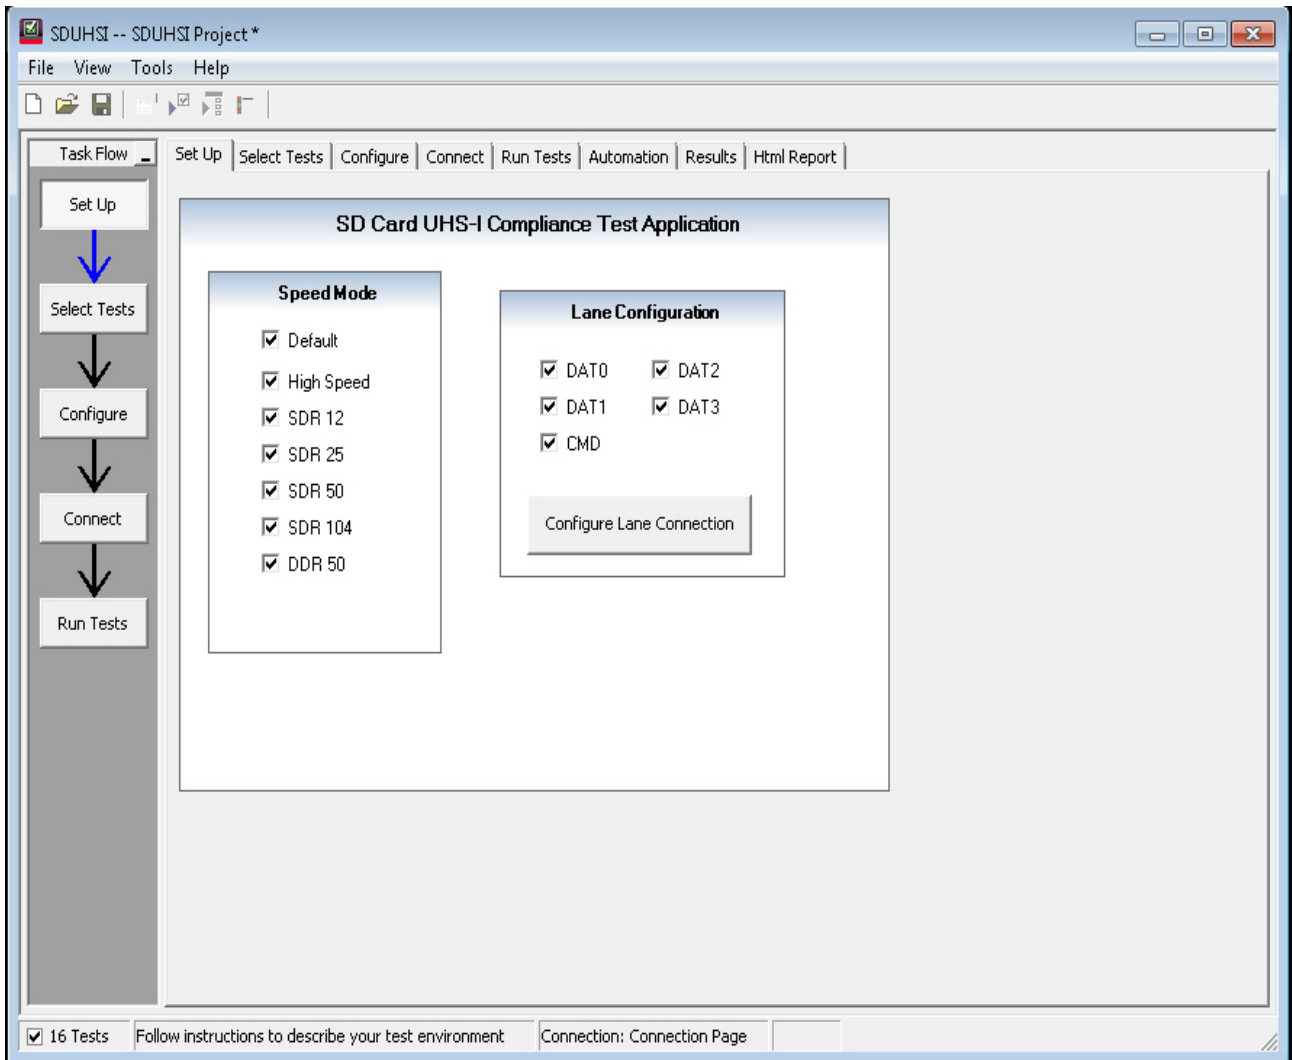 SDUHSI -- SDUHSI Project *
File View Tools Help
Task Flow
Set Up Select Tests Configure Connect Run Tests Automation Results Html Report
Set Up
Select Tests
Configure
Connect
Run Tests
SD Card UHS-I Compliance Test Application
Speed Mode
Default
High Speed
SDR 12
SDR 25
SDR 50
SDR 104
DDR 50
Lane Configuration
DAT0 DAT2
DAT1 DAT3
CMD
Configure Lane Connection
16 Tests Follow instructions to describe your test environment Connection: Connection Page